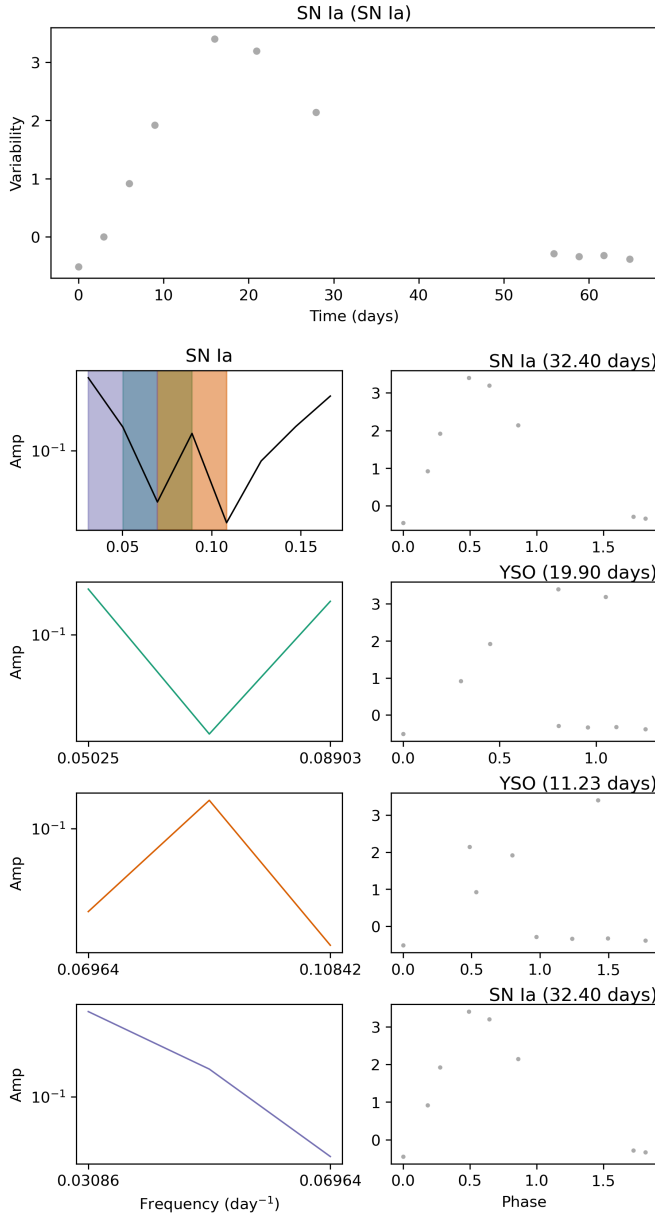 SN Ia (SN Ia)
Variability
3
2
1
0
0 10 20 30 40 50 60
Time (days)
SN Ia
Amp
10⁻¹
0.05 0.10 0.15
SN Ia (32.40 days)
3
2
1
0
0.0 0.5 1.0 1.5
Amp
10⁻¹
0.05025 0.08903
YSO (19.90 days)
3
2
1
0
0.0 0.5 1.0
Amp
10⁻¹
0.06964 0.10842
YSO (11.23 days)
3
2
1
0
0.0 0.5 1.0 1.5
Amp
10⁻¹
0.03086 0.06964
Frequency (day⁻¹)
SN Ia (32.40 days)
3
2
1
0
0.0 0.5 1.0 1.5
Phase